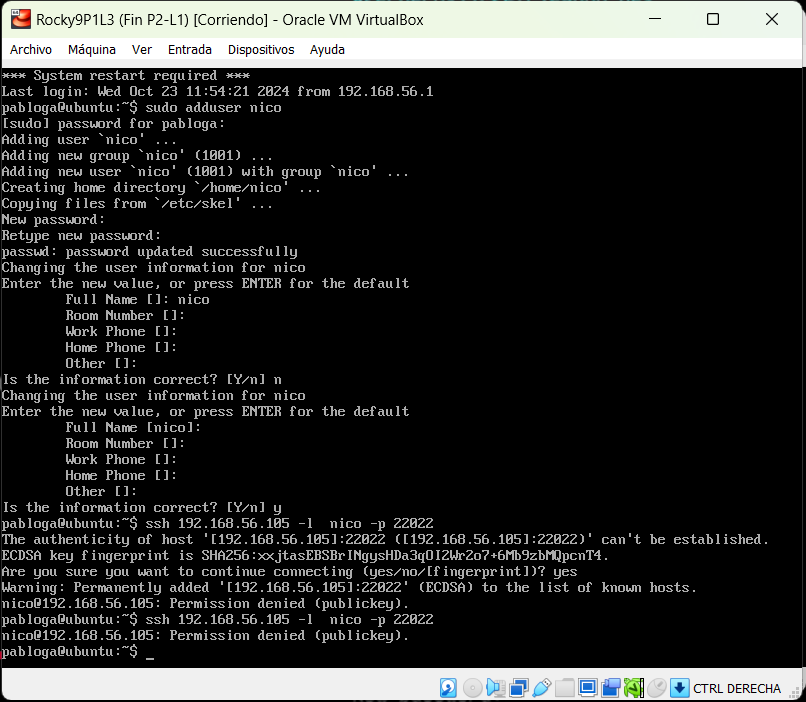 Rocky9P1L3 (Fin P2-L1) [Corriendo] - Oracle VM VirtualBox
Archivo Máquina Ver Entrada Dispositivos Ayuda
*** System restart required ***
Last login: Wed Oct 23 11:54:21 2024 from 192.168.56.1
pabloga@ubuntu:~$ sudo adduser nico
[sudo] password for pabloga:
Adding user `nico' ...
Adding new group `nico' (1001) ...
Adding new user `nico' (1001) with group `nico' ...
Creating home directory `/home/nico' ...
Copying files from `/etc/skel' ...
New password:
Retype new password:
passwd: password updated successfully
Changing the user information for nico
Enter the new value, or press ENTER for the default
Full Name []: nico
Room Number []:
Work Phone []:
Home Phone []:
Other []:
Is the information correct? [Y/n] n
Changing the user information for nico
Enter the new value, or press ENTER for the default
Full Name [nico]:
Room Number []:
Work Phone []:
Home Phone []:
Other []:
Is the information correct? [Y/n] y
pabloga@ubuntu:~$ ssh 192.168.56.105 -l  nico -p 22022
The authenticity of host '[192.168.56.105]:22022 ([192.168.56.105]:22022)' can't be established.
ECDSA key fingerprint is SHA256:xxjtasEBSBrINgysHDa3qOI2Wr2o7+6Mb9zbMQpcnT4.
Are you sure you want to continue connecting (yes/no/[fingerprint])? yes
Warning: Permanently added '[192.168.56.105]:22022' (ECDSA) to the list of known hosts.
nico@192.168.56.105: Permission denied (publickey).
pabloga@ubuntu:~$ ssh 192.168.56.105 -l  nico -p 22022
nico@192.168.56.105: Permission denied (publickey).
pabloga@ubuntu:~$ _
CTRL DERECHA